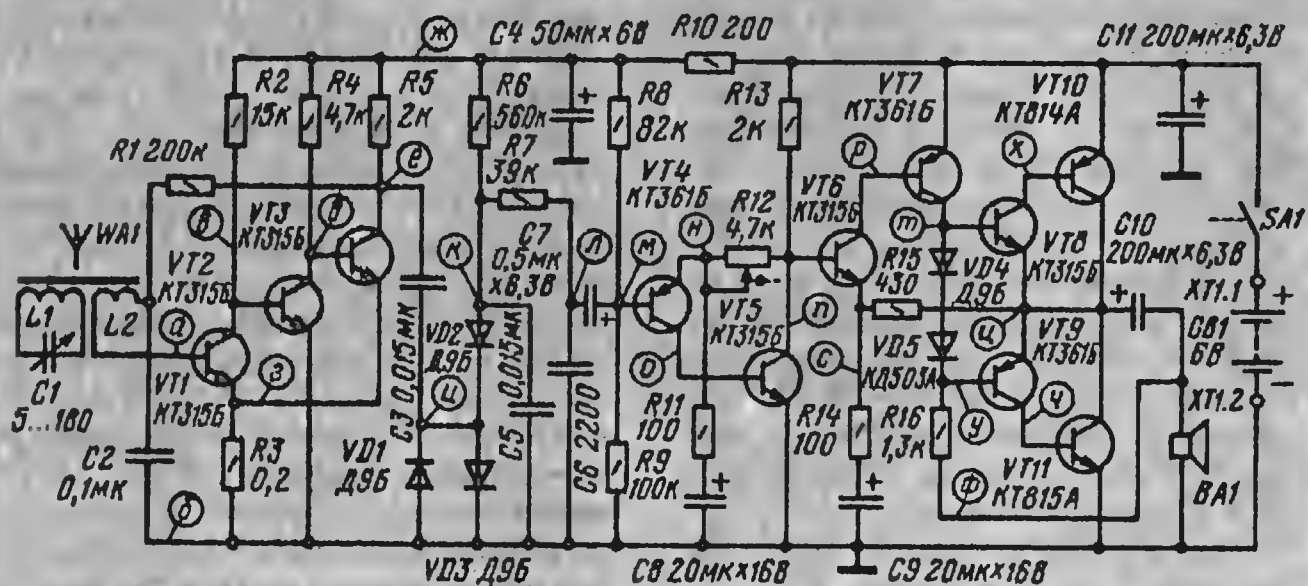 ж
C4 50мк×6В
R10 200
C11 200мк×6,3В
R2
15к
R4
4,7к
R5
2к
R6
560к
R8
82к
R13
2к
VT7
КТ361Б
VT10
КТ814А
R1 200к
е
R7
39к
р
х
WA1
в
VT3
КТ315Б
д
VT4
КТ361Б
н
R12
4,7к
VT6
КТ315Б
т
C10
200мк×6,3В
SA1
VT2
КТ315Б
к
C7
0,5мк
×6,3В
л
м
R15
430
VD4
Д9Б
VT8
КТ315Б
XT1.1
+
L1
L2
а
VD2
Д9Б
VT5
КТ315Б
п
ц
GB1
6В
C1
5...180
VT1
КТ315Б
з
C3 0,015мк
и
C5 0,015мк
C6 2200
о
с
VD5
КД503А
VT9
КТ361Б
XT1.2
C2
0,1мк
R3
0,2
VD1
Д9Б
R9
100к
R11
100
R14
100
R16
1,3к
у
ч
VT11
КТ815А
BA1
б
ф
VD3 Д9Б
C8 20мк×16В
C9 20мк×16В